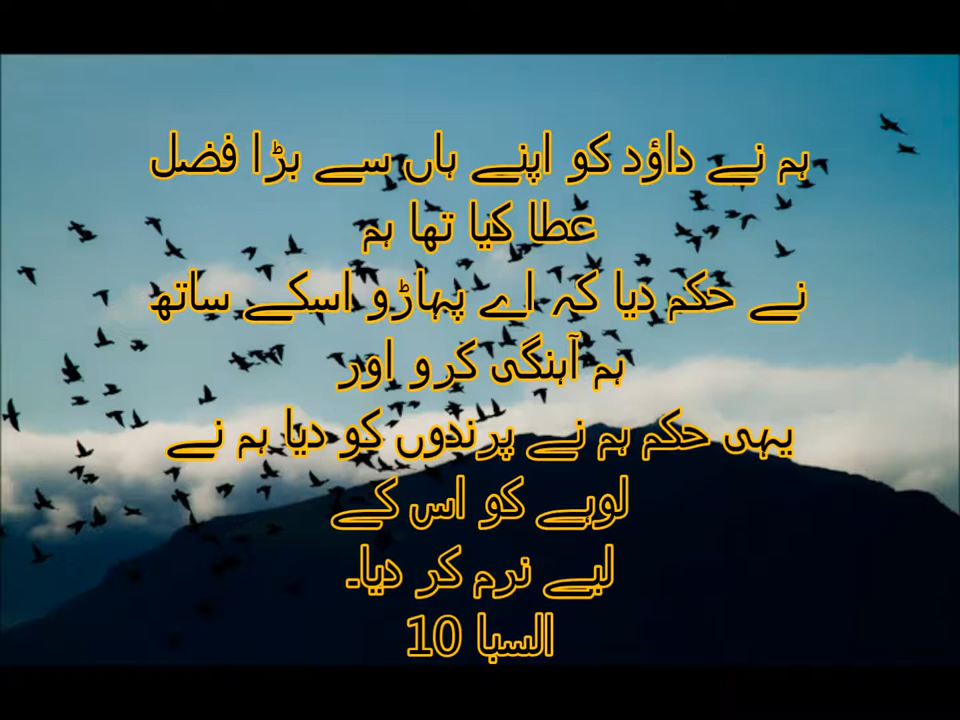 ہم نے داؤد کو اپنے ہاں سے بڑا فضل
عطا کیا تھا ہم
نے حکم دیا کہ اے پہاڑو اسکے ساتھ
ہم آہنگی کرو اور
یہی حکم ہم نے پرندوں کو دیا ہم نے
لوہے کو اس کے
لیے نرم کر دیا۔
السبا 10